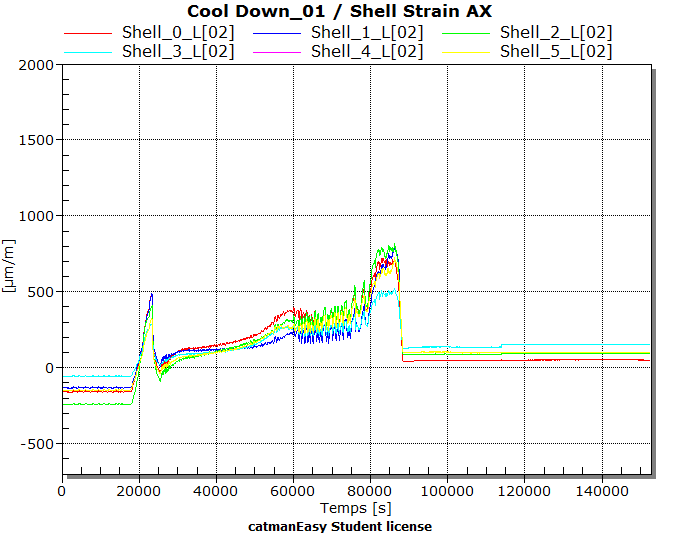 Cool Down_01 / Shell Strain AX
Shell_0_L[02] Shell_1_L[02] Shell_2_L[02]
Shell_3_L[02] Shell_4_L[02] Shell_5_L[02]
2000
1500
1000
500
0
-500
[µm/m]
0 20000 40000 60000 80000 100000 120000 140000
Temps [s]
catmanEasy Student license